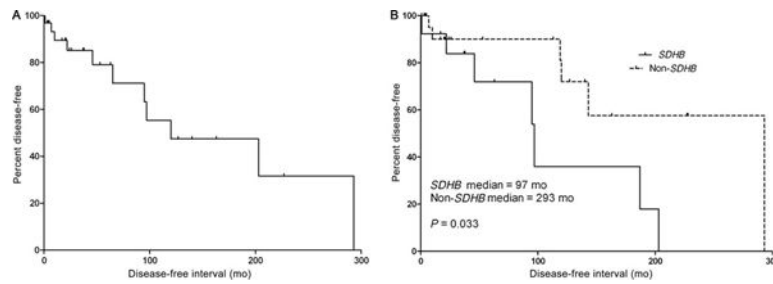 A
100
80
60
40
20
0
Percent disease-free
0
100
200
300
Disease-free interval (mo)
B
100
80
60
40
20
0
Percent disease-free
SDHB
Non-SDHB
SDHB median = 97 mo
Non-SDHB median = 293 mo
P = 0.033
0
100
200
300
Disease-free interval (mo)